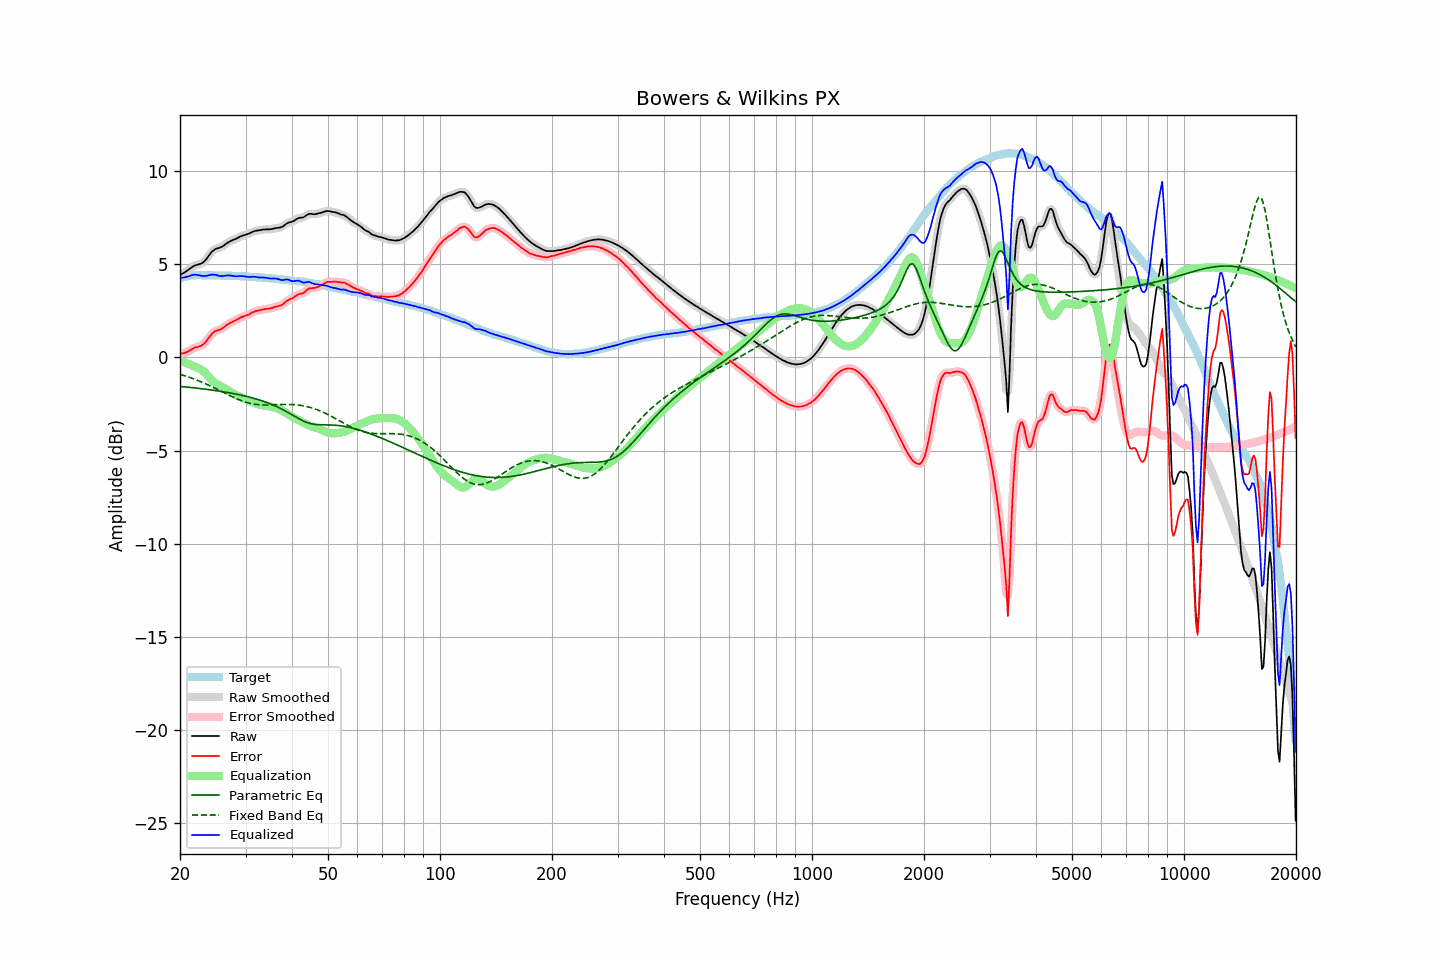 Bowers & Wilkins PX
Amplitude (dBr)
10
5
0
−5
−10
−15
−20
−25
Target
Raw Smoothed
Error Smoothed
Raw
Error
Equalization
Parametric Eq
Fixed Band Eq
Equalized
20 50 100 200 500 1000 2000 5000 10000 20000
Frequency (Hz)